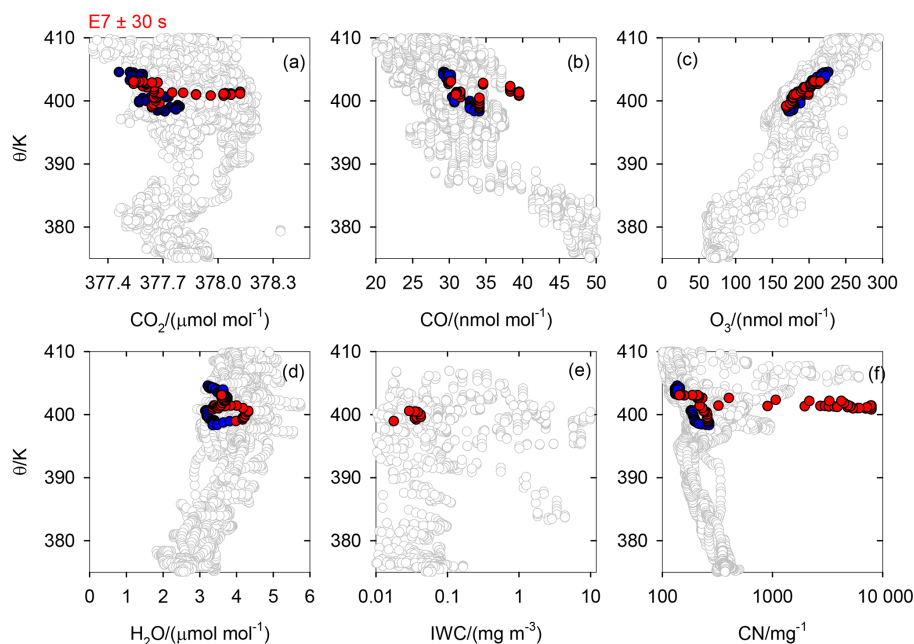 E7 ± 30 s
410
400
390
380
θ/K
(a)
(b)
(c)
377.4 377.7 378.0 378.3
20 25 30 35 40 45 50
0 50 100 150 200 250 300
CO₂/(μmol mol⁻¹)
CO/(nmol mol⁻¹)
O₃/(nmol mol⁻¹)
410
400
390
380
θ/K
(d)
(e)
(f)
0 1 2 3 4 5 6
0.01 0.1 1 10
100 1000 10 000
H₂O/(μmol mol⁻¹)
IWC/(mg m⁻³)
CN/mg⁻¹
410
400
390
380
410
400
390
380
410
400
390
380
410
400
390
380